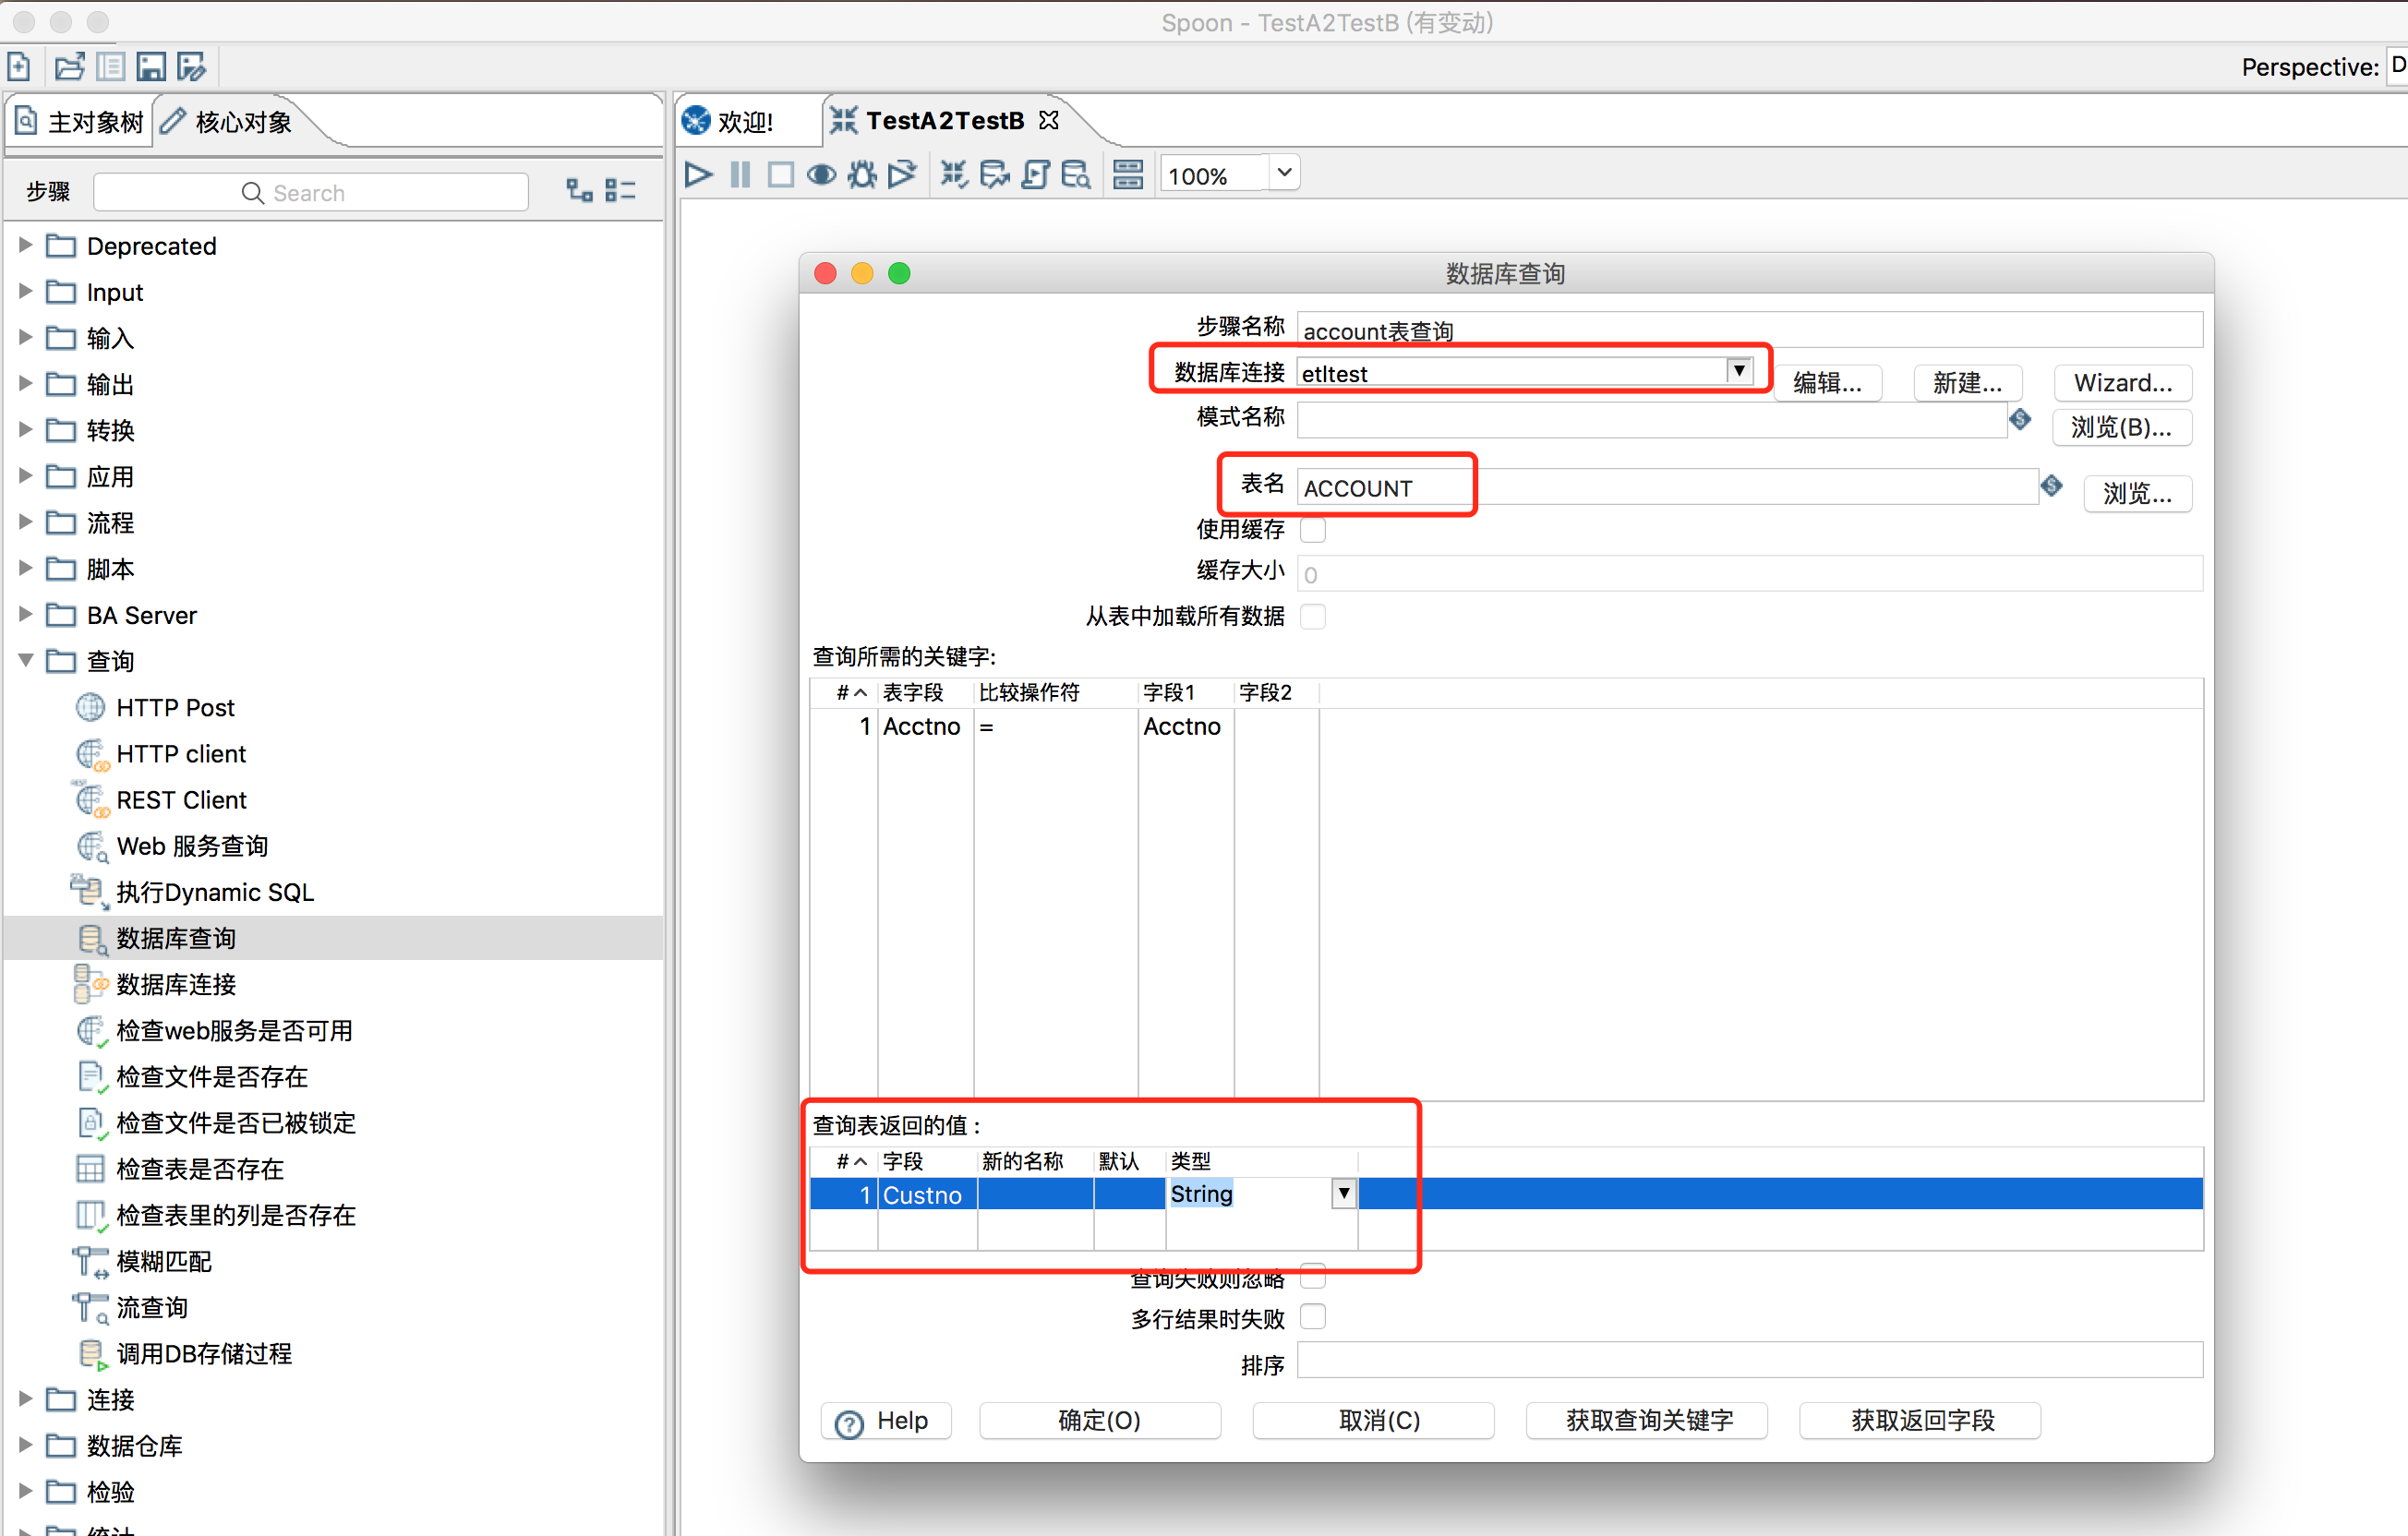 Spoon - TestA2TestB (有变动)
Perspective: D
主对象树 核心对象
欢迎! TestA2TestB
步骤 Search
100%
Deprecated
Input
输入
输出
转换
应用
流程
脚本
BA Server
查询
HTTP Post
HTTP client
REST Client
Web 服务查询
执行Dynamic SQL
数据库查询
数据库连接
检查web服务是否可用
检查文件是否存在
检查文件是否已被锁定
检查表是否存在
检查表里的列是否存在
模糊匹配
流查询
调用DB存储过程
连接
数据仓库
检验
统计
数据库查询
步骤名称 account表查询
数据库连接 etltest 编辑... 新建... Wizard...
模式名称 浏览(B)...
表名 ACCOUNT 浏览...
使用缓存
缓存大小 0
从表中加载所有数据
查询所需的关键字:
# 表字段 比较操作符 字段1 字段2
1 Acctno = Acctno
查询表返回的值 :
# 字段 新的名称 默认 类型
1 Custno String
查询失败则忽略
多行结果时失败
排序
Help 确定(O) 取消(C) 获取查询关键字 获取返回字段